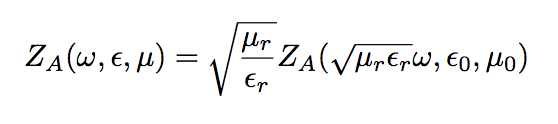 Z_A(ω, ϵ, μ) = √(μ_r/ϵ_r) Z_A(√(μ_r ϵ_r) ω, ϵ_0, μ_0)